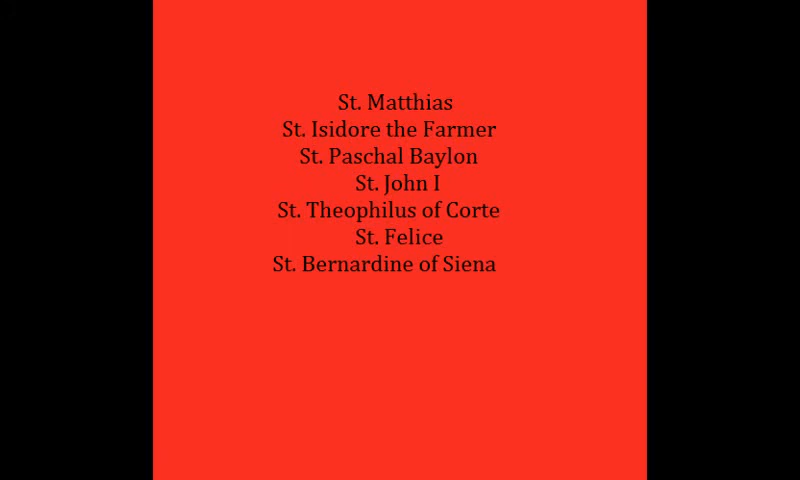 St. Matthias
St. Isidore the Farmer
St. Paschal Baylon
St. John I
St. Theophilus of Corte
St. Felice
St. Bernardine of Siena